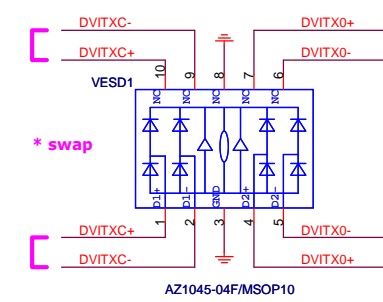 DVITXC- DVITX0+
DVITXC+ DVITX0-
10 9 8 7 6
VESD1
NC NC NC NC NC
* swap
D1+ D1- GND D2+ D2-
1 2 3 4 5
DVITXC+ DVITX0-
DVITXC- DVITX0+
AZ1045-04F/MSOP10